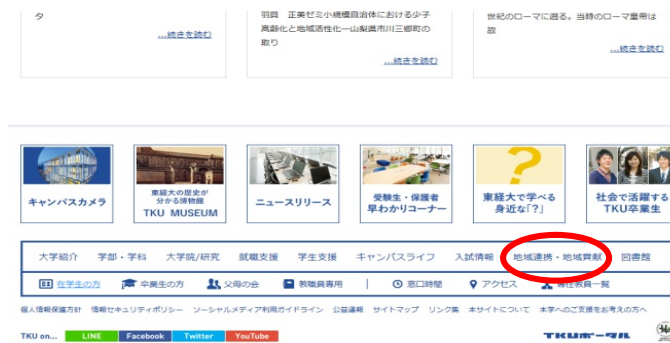 タ
...続きを読む
羽貝　正美ゼミ小規模自治体における少子
高齢化と地域活性化―山梨県市川三郷町の
取り
...続きを読む
世紀のローマに遡る。当時のローマ皇帝は
故
...続きを読む
キャンパスカメラ
東経大の歴史が
分かる博物館
TKU MUSEUM
ニュースリリース
受験生・保護者
早わかりコーナー
?
東経大で学べる
身近な「?」
社会で活躍する
TKU卒業生
大学紹介 学部・学科 大学院/研究 就職支援 学生支援 キャンパスライフ 入試情報 地域連携・地域貢献 図書館
在学生の方 卒業生の方 父母の会 教職員専用 | 窓口時間 アクセス 専任教員一覧
個人情報保護方針 情報セキュリティポリシー ソーシャルメディア利用ガイドライン 公益通報 サイトマップ リンク集 本サイトについて 本学へのご支援をお考えの方へ
TKU on... LINE Facebook Twitter YouTube
TKUポータル